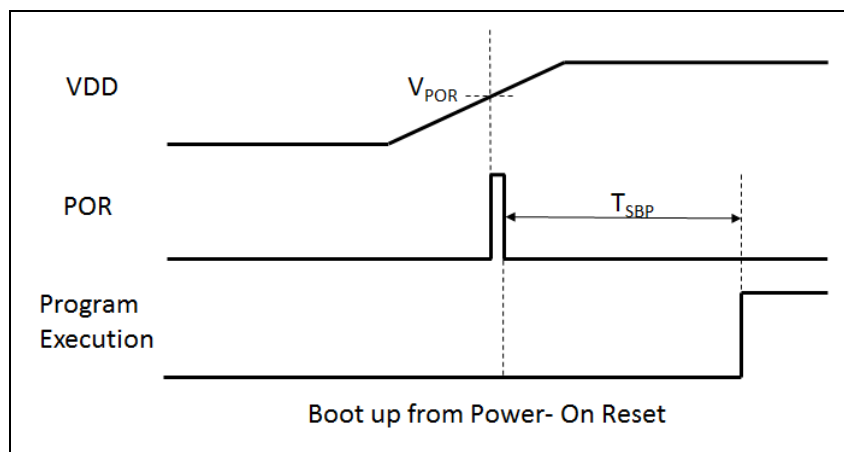 VDD
VPOR
POR
TSBP
Program
Execution
Boot up from Power- On Reset